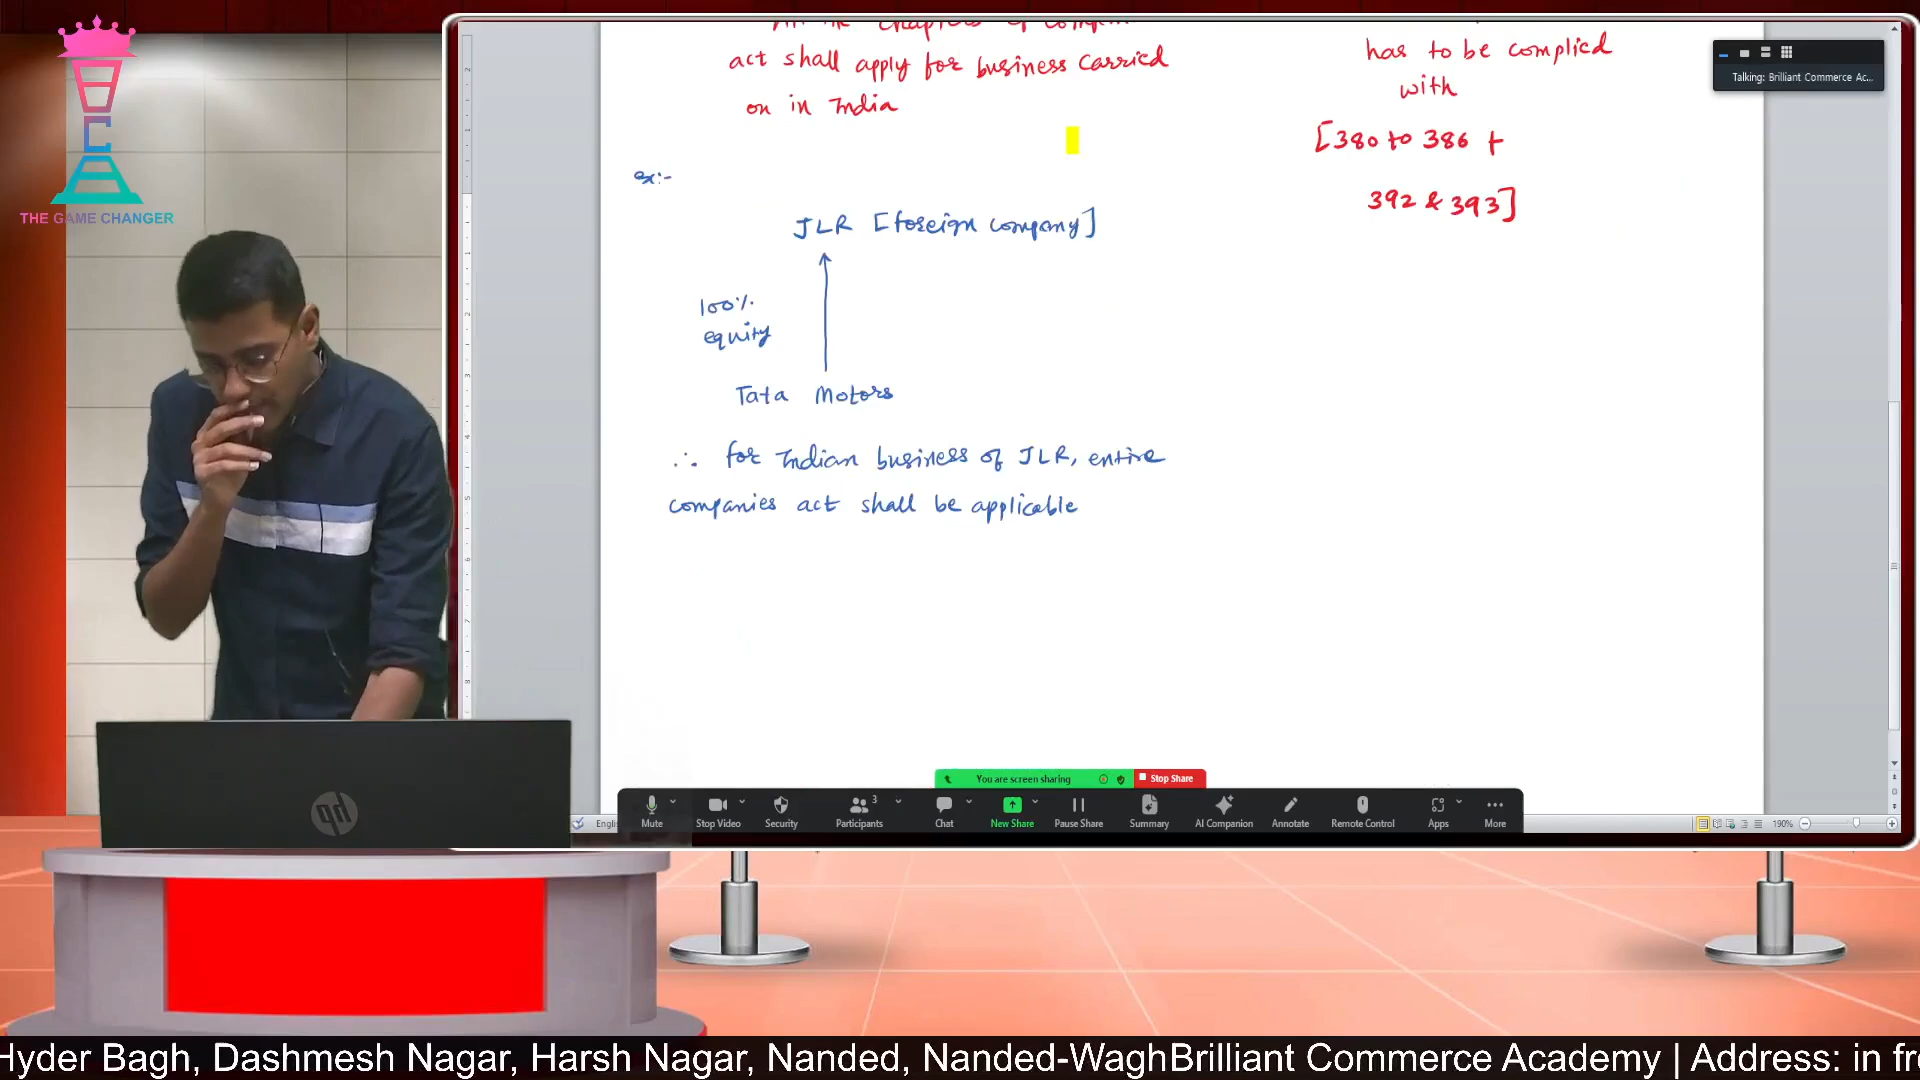 THE GAME CHANGER
act shall apply for business carried
on in India
has to be complied
with
[380 to 386 +
392 & 393]
ex:-
JLR [foreign company]
100%
equity
Tata Motors
∴ for Indian business of JLR, entire
companies act shall be applicable
Talking: Brilliant Commerce Ac...
You are screen sharing
Stop Share
Mute
Stop Video
Security
Participants
3
Chat
New Share
Pause Share
Summary
AI Companion
Annotate
Remote Control
Apps
More
190%
hp
Hyder Bagh, Dashmesh Nagar, Harsh Nagar, Nanded, Nanded-WaghBrilliant Commerce Academy | Address: in fr